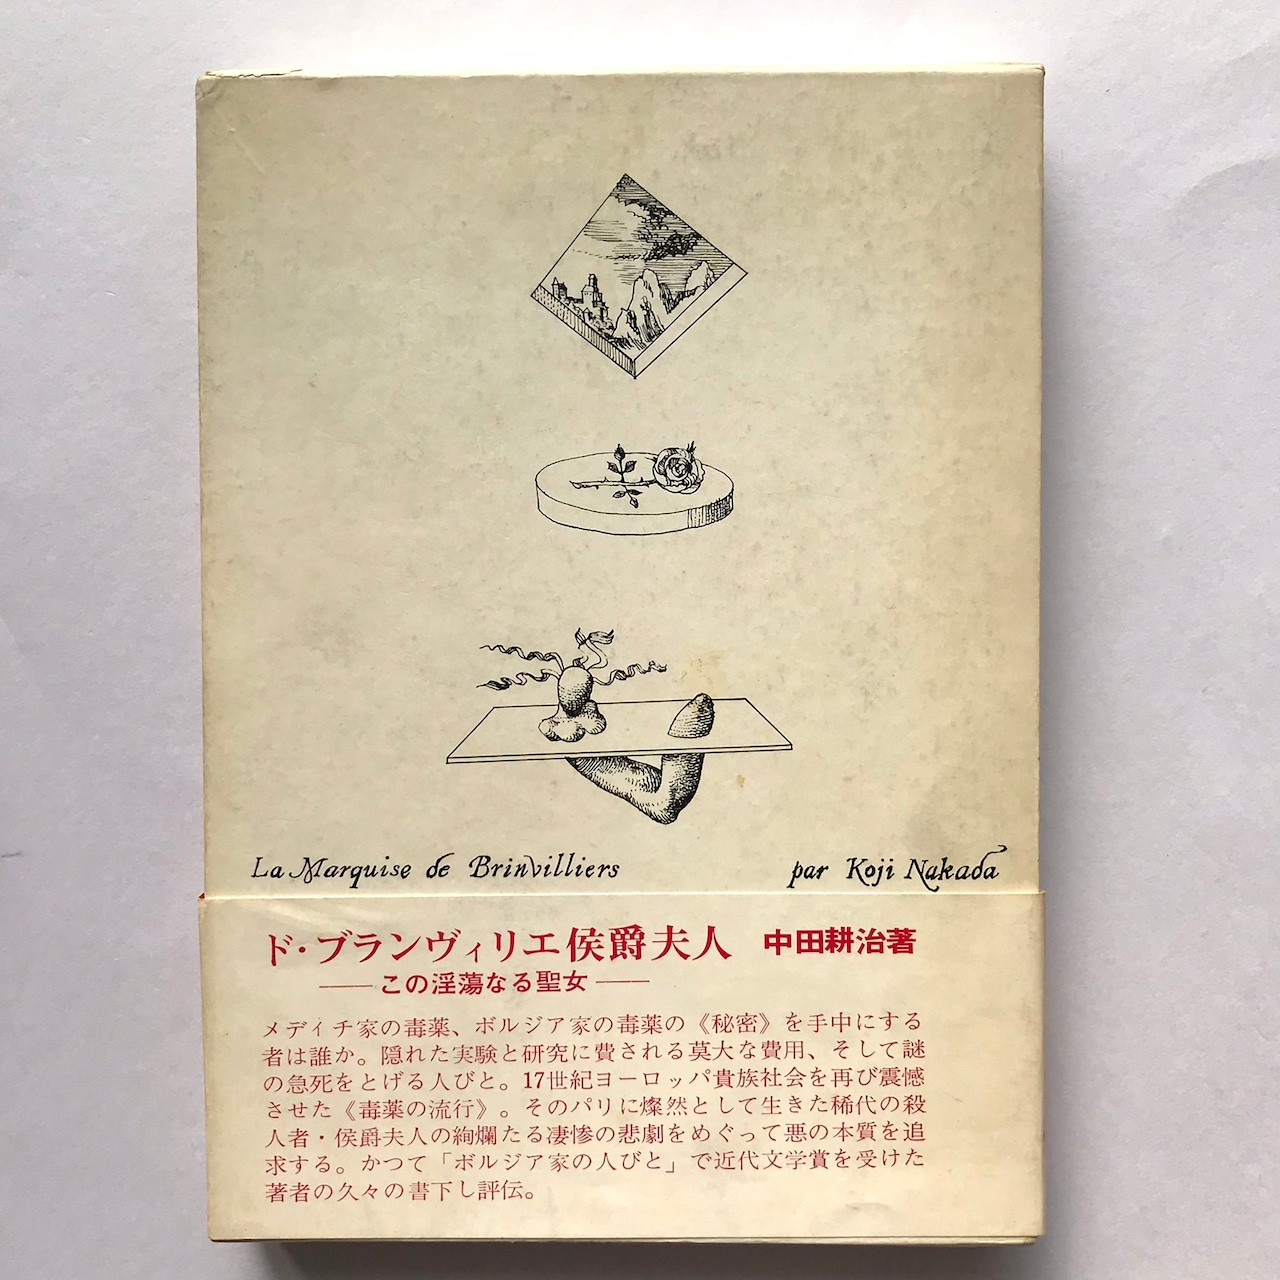 La Marquise de Brinvilliers par Koji Nakada
ド・ブランヴィリエ侯爵夫人 中田耕治著
——この淫蕩なる聖女——
メディチ家の毒薬、ボルジア家の毒薬の《秘密》を手中にする
者は誰か。隠れた実験と研究に費される莫大な費用、そして謎
の急死をとげる人びと。17世紀ヨーロッパ貴族社会を再び震憾
させた《毒薬の流行》。そのパリに燦然として生きた稀代の殺
人者・侯爵夫人の絢爛たる凄惨の悲劇をめぐって悪の本質を追
求する。かつて「ボルジア家の人びと」で近代文学賞を受けた
著者の久々の書下し評伝。